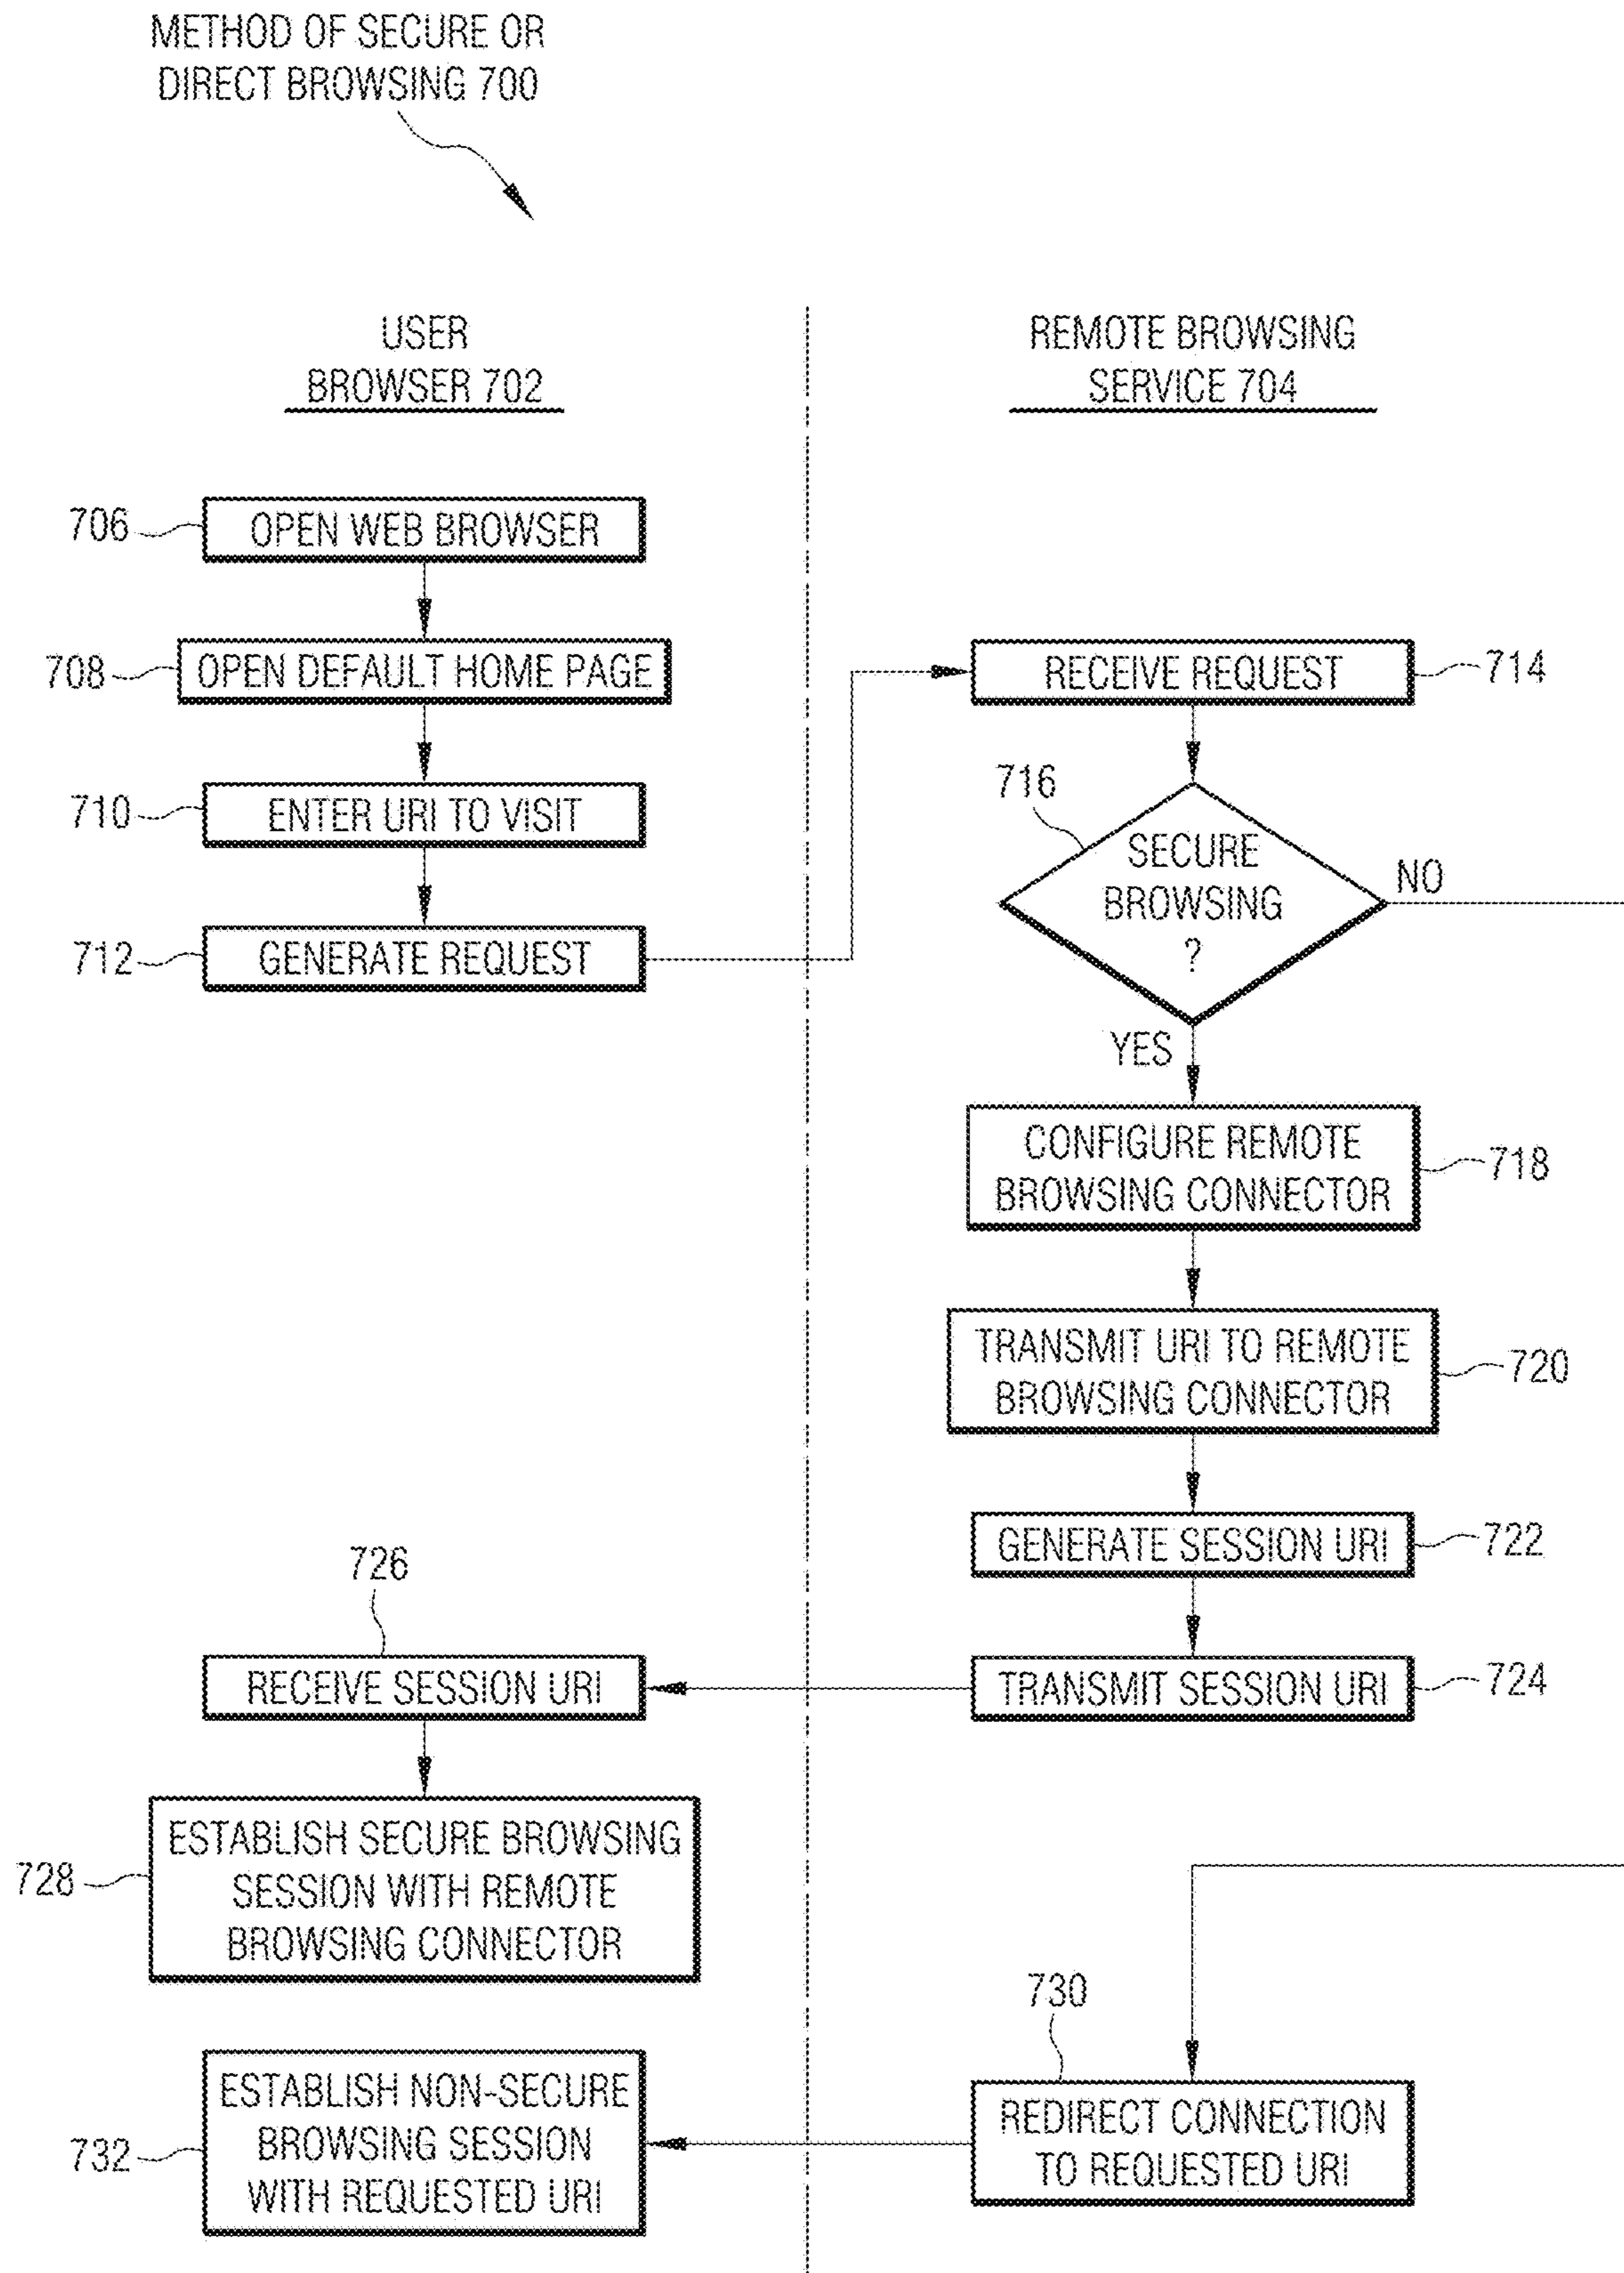 METHOD OF SECURE OR
DIRECT BROWSING 700
USER
BROWSER 702
REMOTE BROWSING
SERVICE 704
706
OPEN WEB BROWSER
708
OPEN DEFAULT HOME PAGE
RECEIVE REQUEST
714
710
ENTER URI TO VISIT
716
SECURE
BROWSING
?
NO
712
GENERATE REQUEST
YES
CONFIGURE REMOTE
BROWSING CONNECTOR
718
TRANSMIT URI TO REMOTE
BROWSING CONNECTOR
720
GENERATE SESSION URI
722
726
RECEIVE SESSION URI
TRANSMIT SESSION URI
724
728
ESTABLISH SECURE BROWSING
SESSION WITH REMOTE
BROWSING CONNECTOR
730
REDIRECT CONNECTION
TO REQUESTED URI
732
ESTABLISH NON-SECURE
BROWSING SESSION
WITH REQUESTED URI